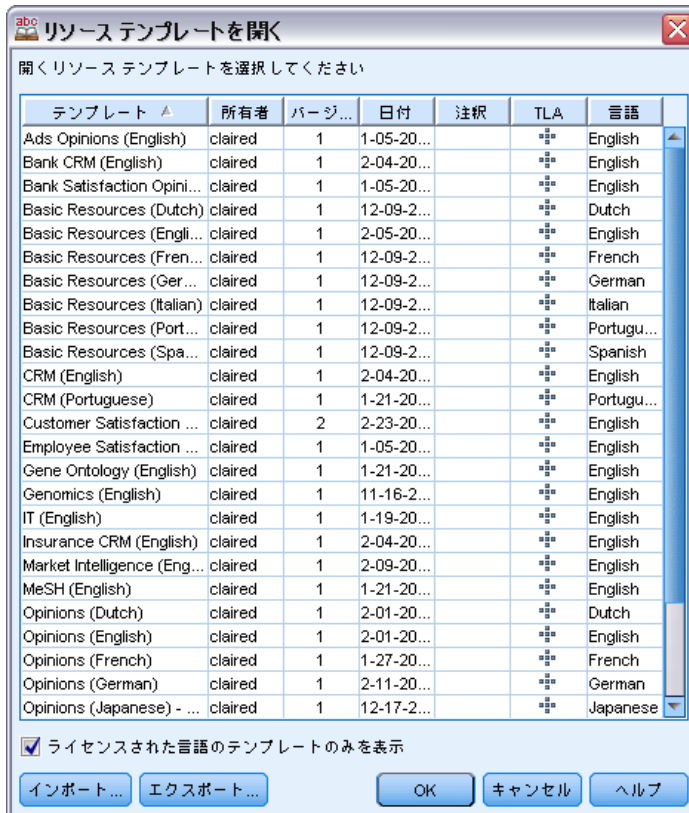 abc リソース テンプレートを開く
開くリソース テンプレートを選択してください
テンプレート 所有者 バージ... 日付 注釈 TLA 言語
Ads Opinions (English) claired 1 1-05-20... English
Bank CRM (English) claired 1 2-04-20... English
Bank Satisfaction Opini... claired 1 1-05-20... English
Basic Resources (Dutch) claired 1 12-09-2... Dutch
Basic Resources (Engli... claired 1 2-05-20... English
Basic Resources (Fren... claired 1 12-09-2... French
Basic Resources (Ger... claired 1 12-09-2... German
Basic Resources (Italian) claired 1 12-09-2... Italian
Basic Resources (Port... claired 1 12-09-2... Portugu...
Basic Resources (Spa... claired 1 12-09-2... Spanish
CRM (English) claired 1 2-04-20... English
CRM (Portuguese) claired 1 1-21-20... Portugu...
Customer Satisfaction ... claired 2 2-23-20... English
Employee Satisfaction ... claired 1 1-05-20... English
Gene Ontology (English) claired 1 1-21-20... English
Genomics (English) claired 1 11-16-2... English
IT (English) claired 1 1-19-20... English
Insurance CRM (English) claired 1 2-04-20... English
Market Intelligence (Eng... claired 1 2-09-20... English
MeSH (English) claired 1 1-21-20... English
Opinions (Dutch) claired 1 2-01-20... Dutch
Opinions (English) claired 1 2-01-20... English
Opinions (French) claired 1 1-27-20... French
Opinions (German) claired 1 2-11-20... German
Opinions (Japanese) - ... claired 1 12-17-2... Japanese
ライセンスされた言語のテンプレートのみを表示
インポート... エクスポート... OK キャンセル ヘルプ